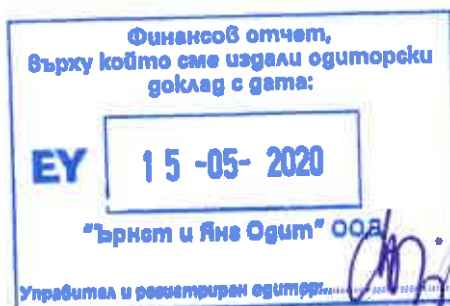 Финансов отчет,
върху който сме издали одиторски
доклад с дата:
EY
15 -05- 2020
"Ърнст и Янг Одит" ООД
Управител и регистриран одитор: